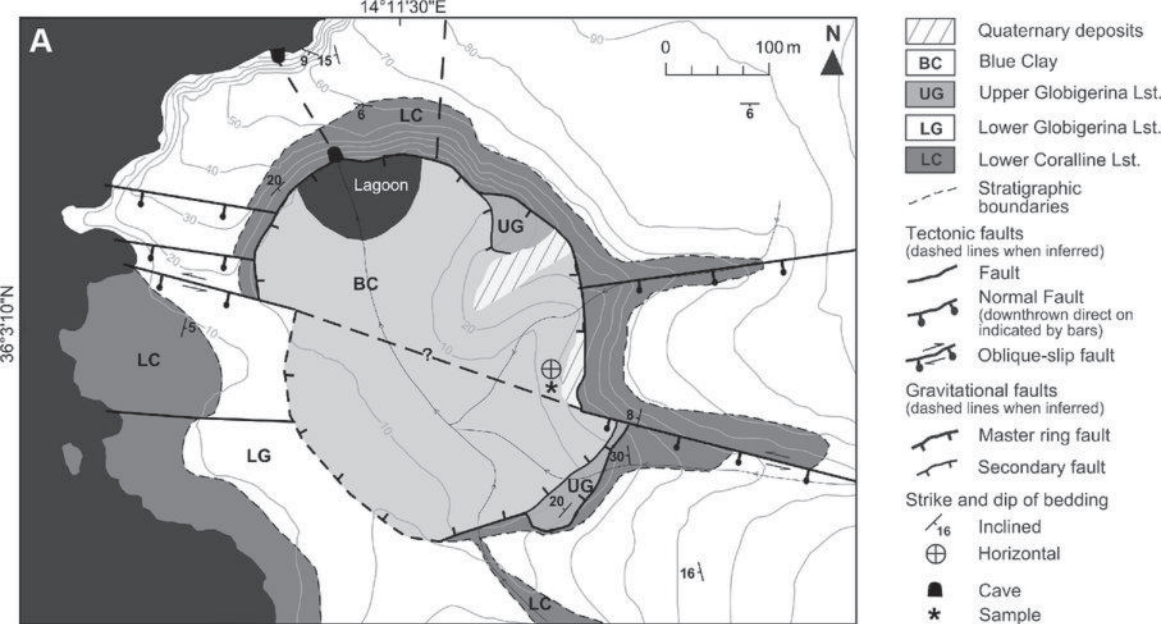 14°11'30"E
A
9
15
80
90
70
60
50
40
30
20
10
0 100 m
N
6
LC
6
20
Lagoon
UG
BC
20
10
?
5
LC
36°3'10"N
8
30
UG
20
10
LG
16
LC
Quaternary deposits
BC Blue Clay
UG Upper Globigerina Lst.
LG Lower Globigerina Lst.
LC Lower Coralline Lst.
Stratigraphic
boundaries
Tectonic faults
(dashed lines when inferred)
Fault
Normal Fault
(downthrown direct on
indicated by bars)
Oblique-slip fault
Gravitational faults
(dashed lines when inferred)
Master ring fault
Secondary fault
Strike and dip of bedding
16 Inclined
Horizontal
Cave
Sample